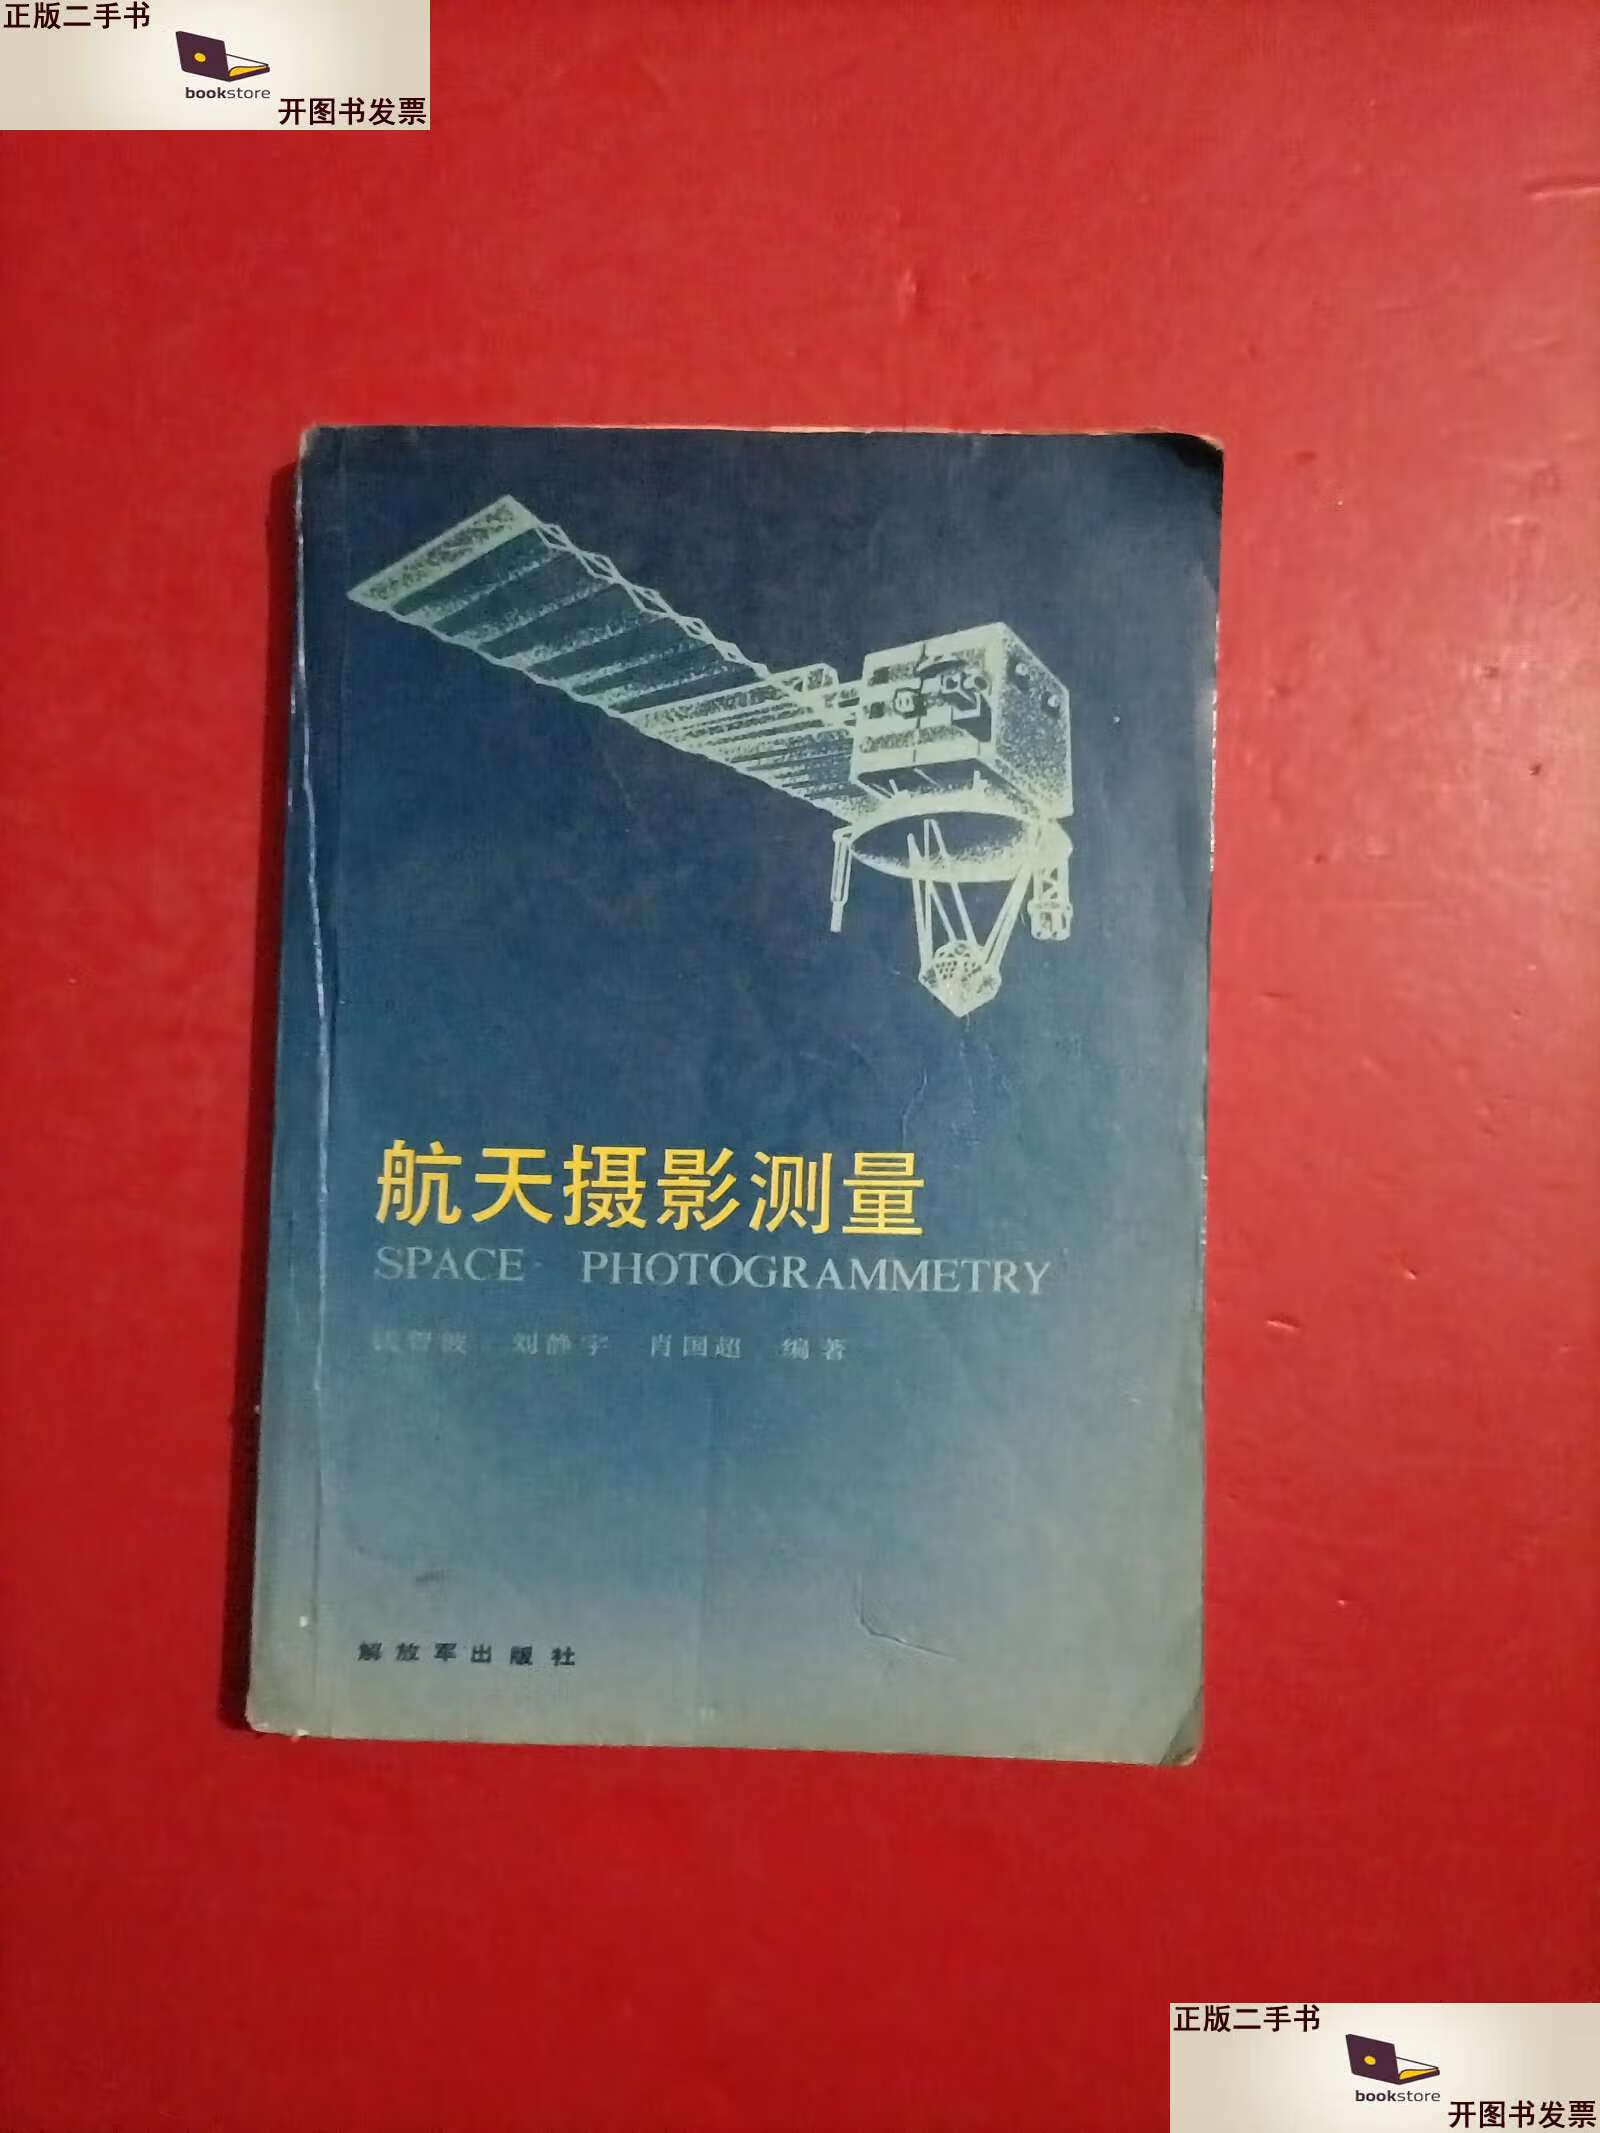 正版二手书
bookstore
开图书发票
航天摄影测量
SPACE PHOTOGRAMMETRY
智波 刘静宇 肖国超 编著
解放军出版社
正版二手书
bookstore
开图书发票